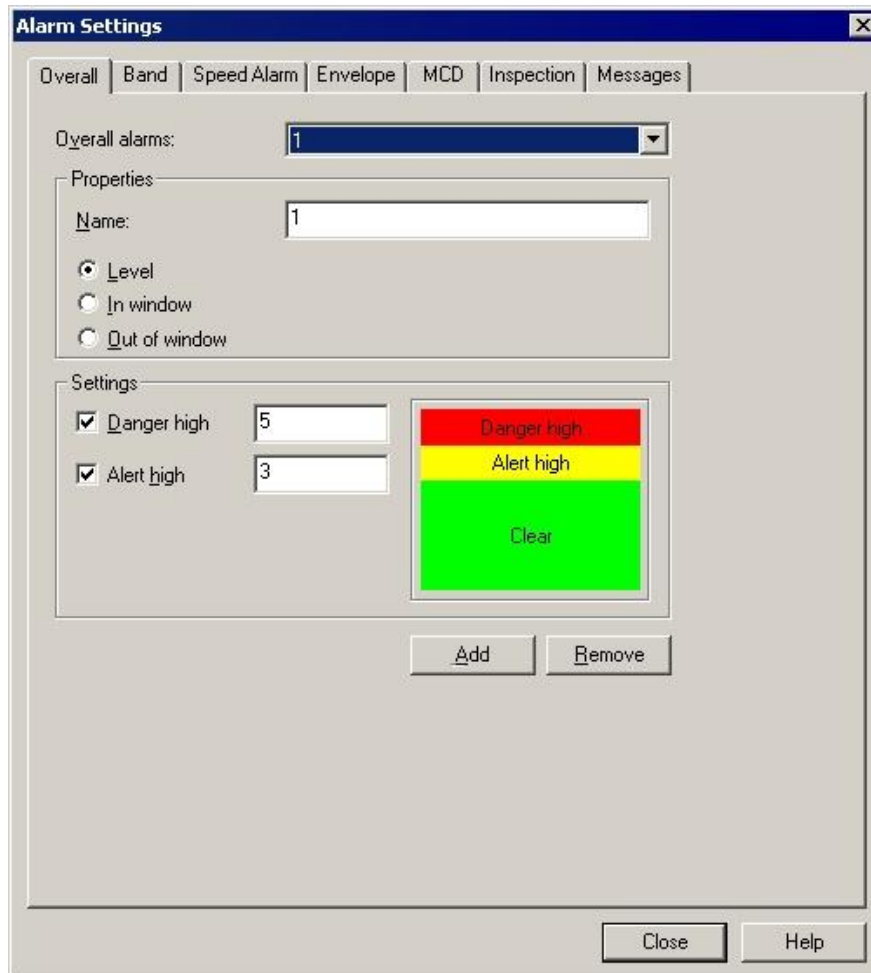 Alarm Settings
Overall Band Speed Alarm Envelope MCD Inspection Messages
Overall alarms: 1
Properties
Name: 1
Level
In window
Out of window
Settings
Danger high 5
Alert high 3
Danger high
Alert high
Clear
Add Remove
Close Help